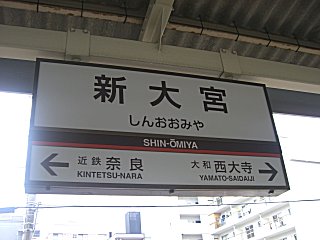 新大宮
しんおおみや
SHIN-ŌMIYA
近鉄奈良
KINTETSU-NARA
大和西大寺
YAMATO-SAIDAIJI